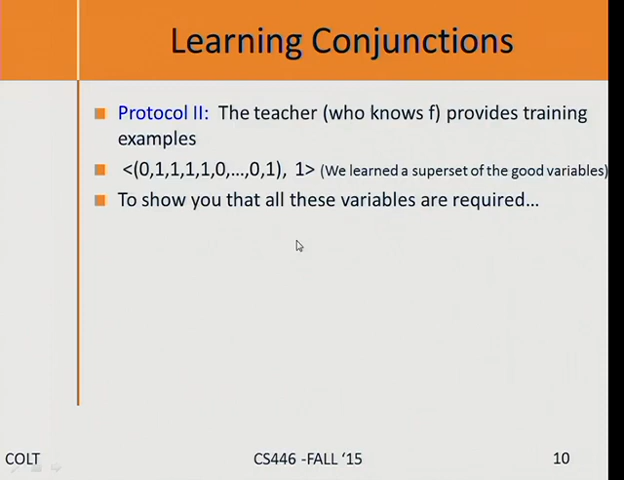 Learning Conjunctions
Protocol II: The teacher (who knows f) provides training
examples
<(0,1,1,1,1,0,...,0,1), 1> (We learned a superset of the good variables)
To show you that all these variables are required...
COLT
CS446 -FALL '15
10